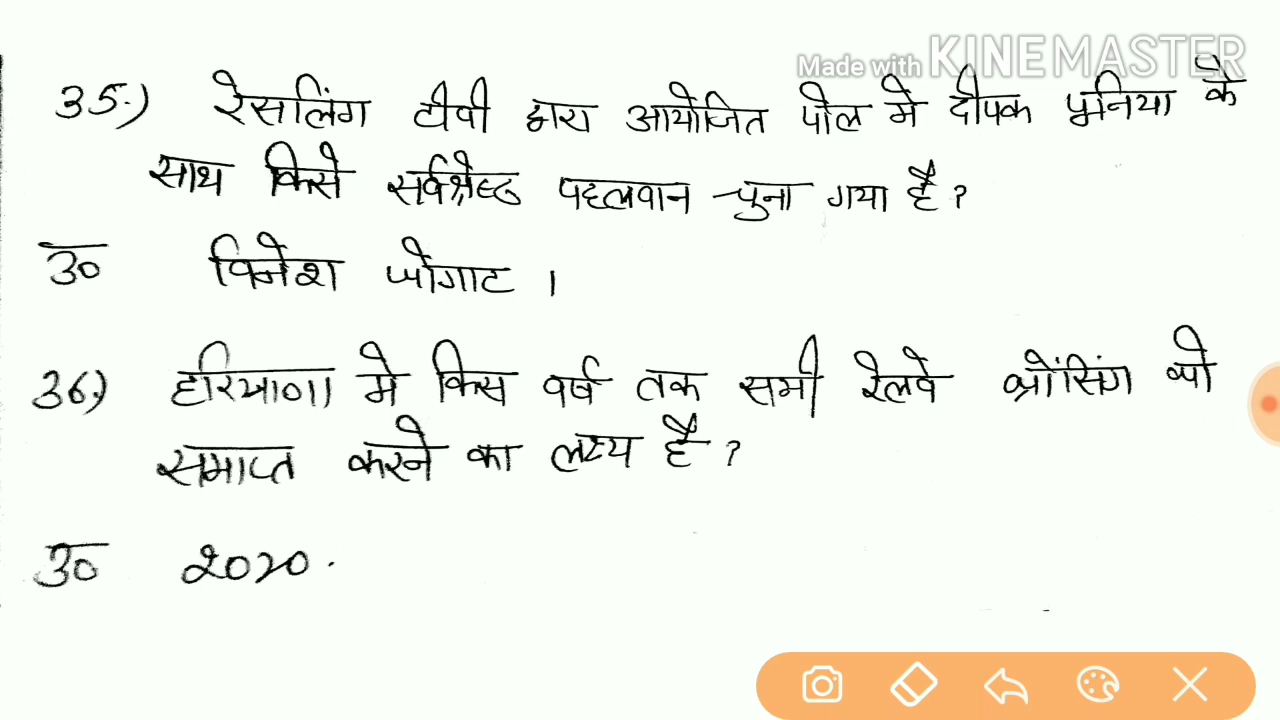 Made with KINEMASTER
35.) रेसलिंग टीवी द्वारा आयोजित पोल मे दीपक पूनिया के
साथ किसे सर्वश्रेष्ठ पहलवान चुना गया है?
उ० विनेश फोगाट ।
36.) हरियाणा मे किस वर्ष तक सभी रेलवे क्रोंसिंग को
समाप्त करने का लक्ष्य है?
उ० 2020.